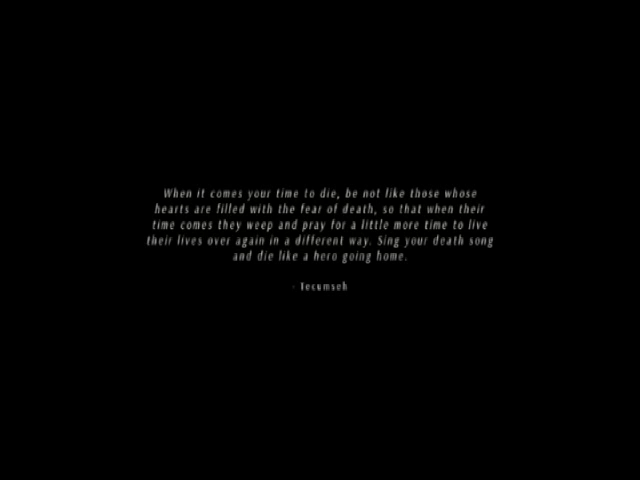 When it comes your time to die, be not like those whose
hearts are filled with the fear of death, so that when their
time comes they weep and pray for a little more time to live
their lives over again in a different way. Sing your death song
and die like a hero going home.
- Tecumseh